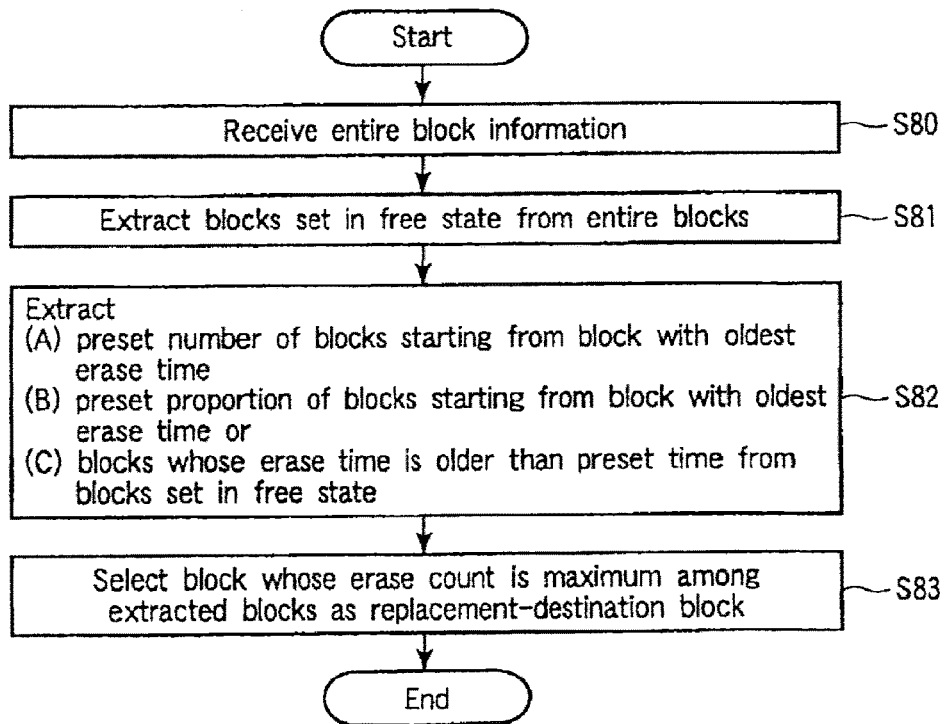 Start
Receive entire block information
S80
Extract blocks set in free state from entire blocks
S81
Extract
(A) preset number of blocks starting from block with oldest
erase time
(B) preset proportion of blocks starting from block with oldest
erase time or
(C) blocks whose erase time is older than preset time from
blocks set in free state
S82
Select block whose erase count is maximum among
extracted blocks as replacement-destination block
S83
End